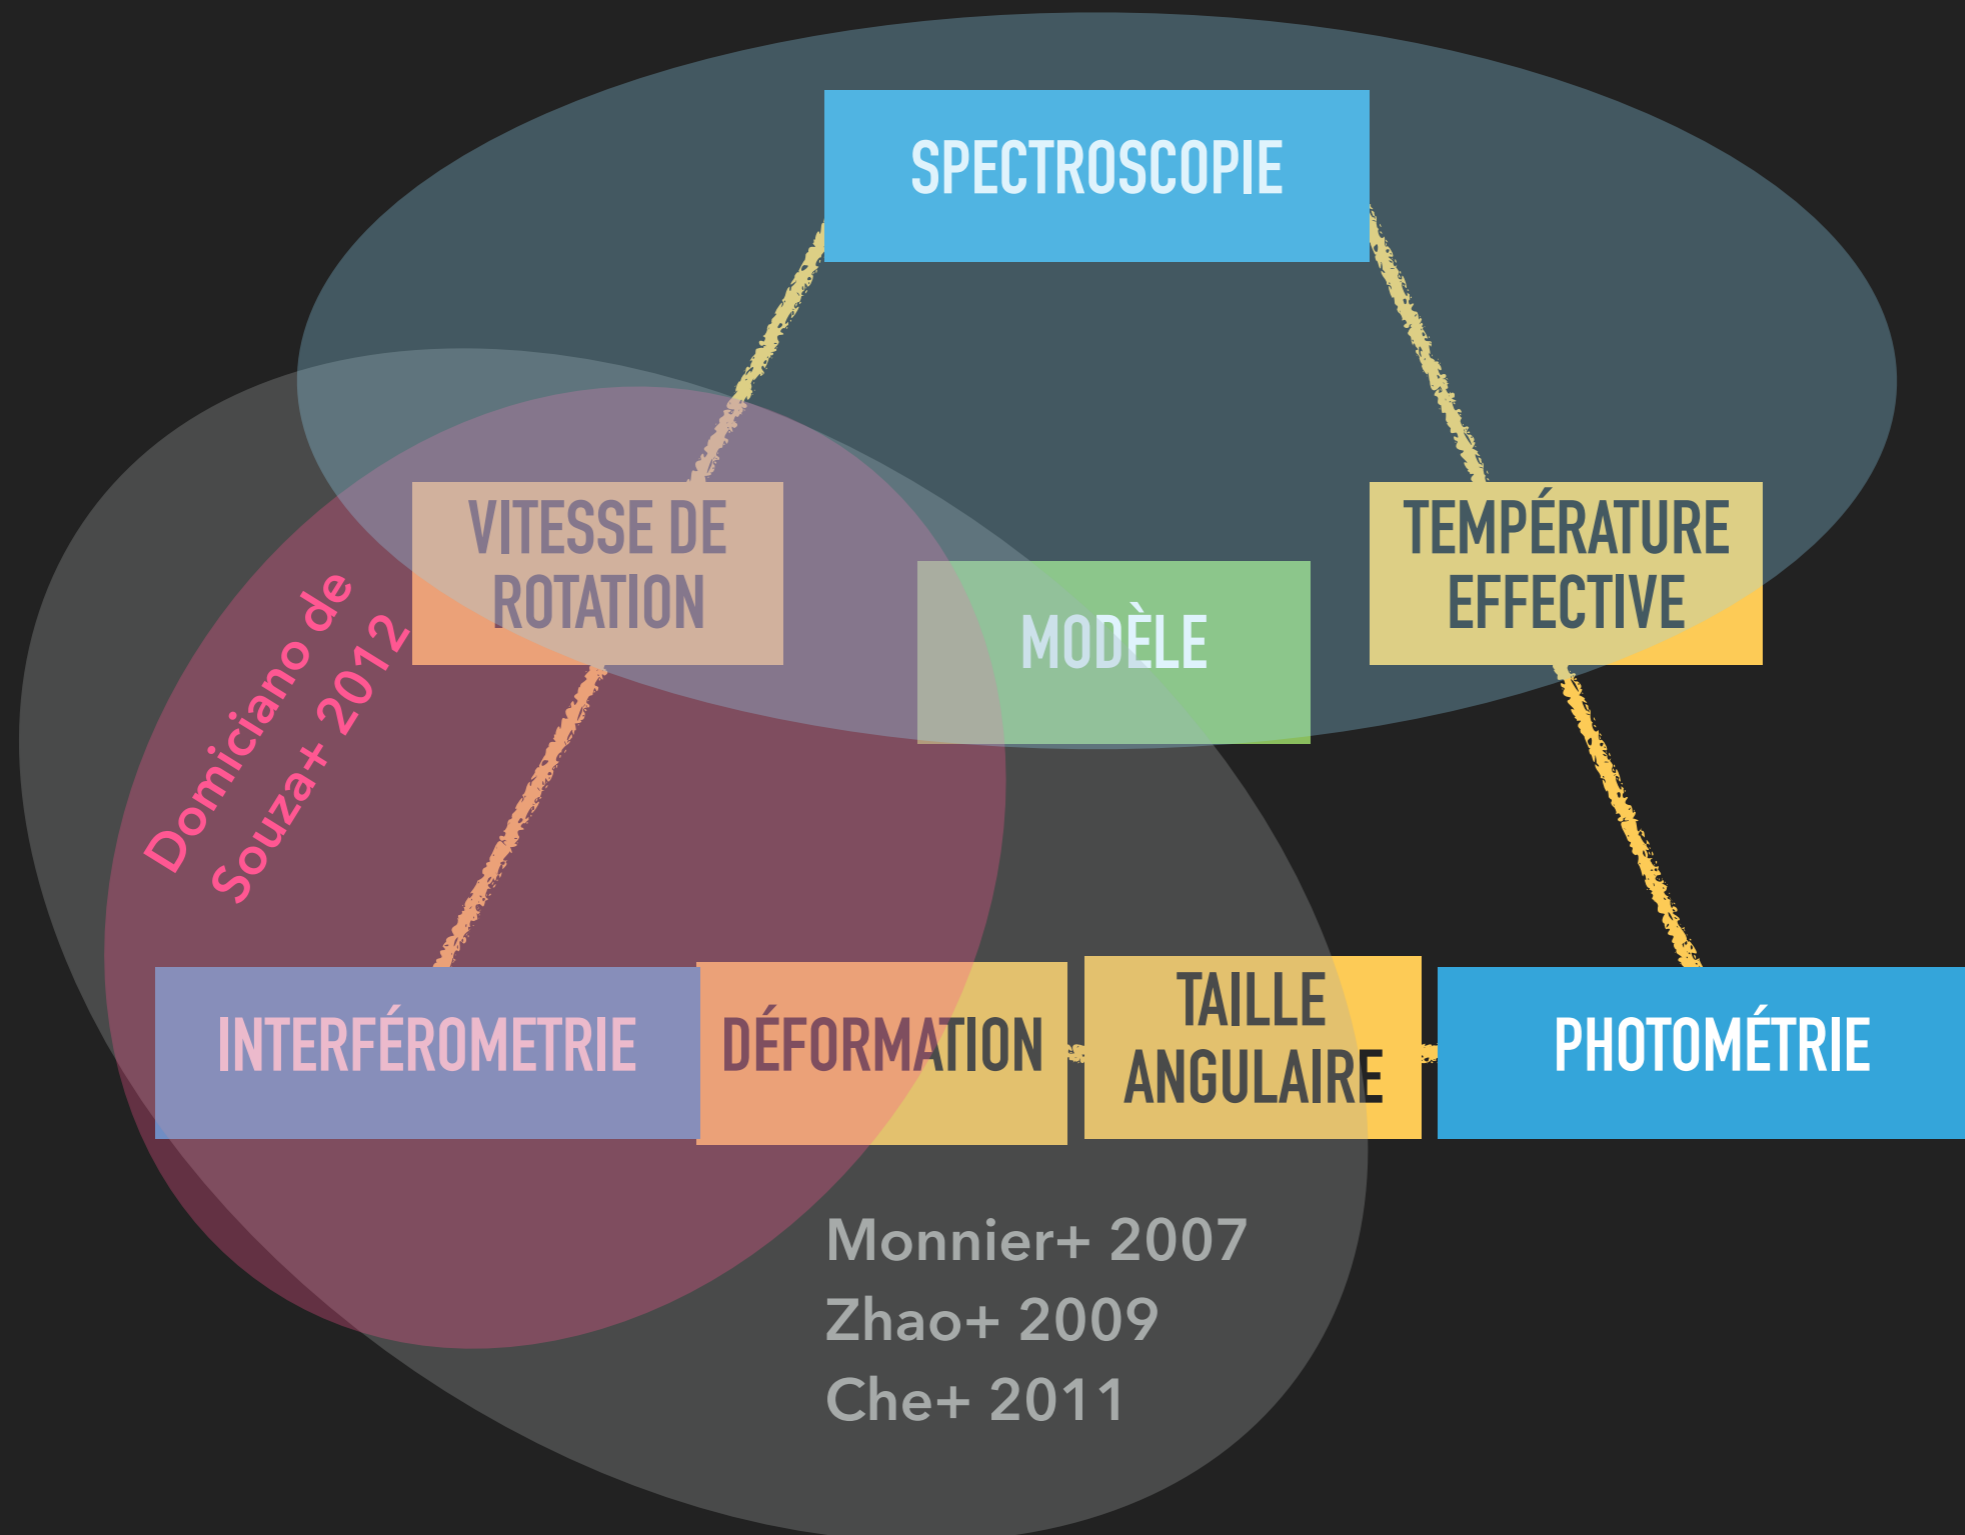 SPECTROSCOPIE
VITESSE DE
ROTATION
TEMPÉRATURE
EFFECTIVE
MODÈLE
Domiciano de
Souza+ 2012
INTERFÉROMETRIE
DÉFORMATION
TAILLE
ANGULAIRE
PHOTOMÉTRIE
Monnier+ 2007
Zhao+ 2009
Che+ 2011